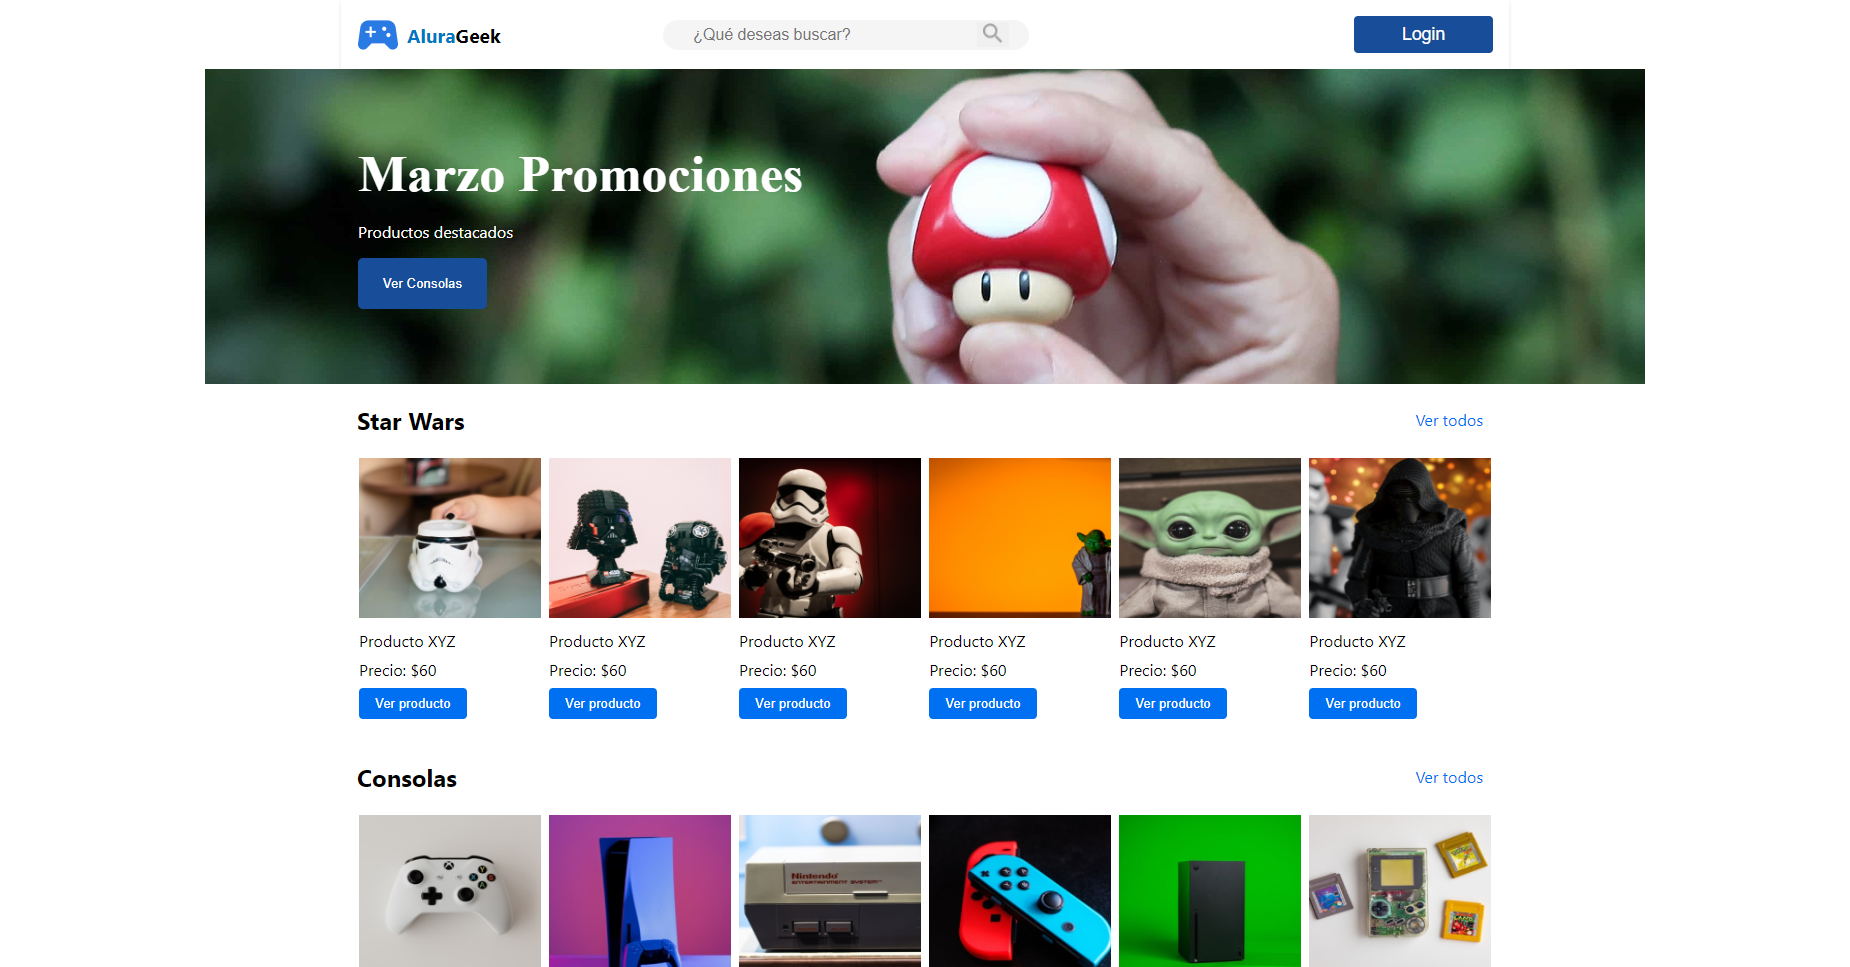 AluraGeek
¿Qué deseas buscar?
Login
Marzo Promociones
Productos destacados
Ver Consolas
Star Wars
Ver todos
Producto XYZ
Precio: $60
Ver producto
Producto XYZ
Precio: $60
Ver producto
Producto XYZ
Precio: $60
Ver producto
Producto XYZ
Precio: $60
Ver producto
Producto XYZ
Precio: $60
Ver producto
Producto XYZ
Precio: $60
Ver producto
Consolas
Ver todos
Y
X
B
A
Nintendo
ENTERTAINMENT SYSTEM™